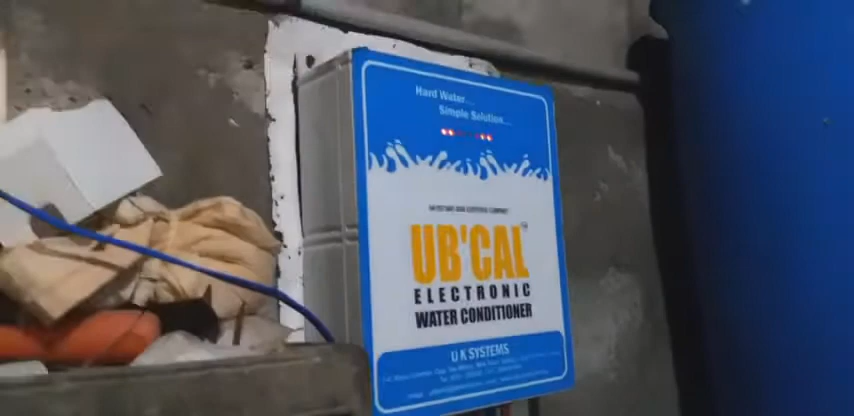 Hard Water...
Simple Solution...
UB'CAL
ELECTRONIC
WATER CONDITIONER
U K SYSTEMS